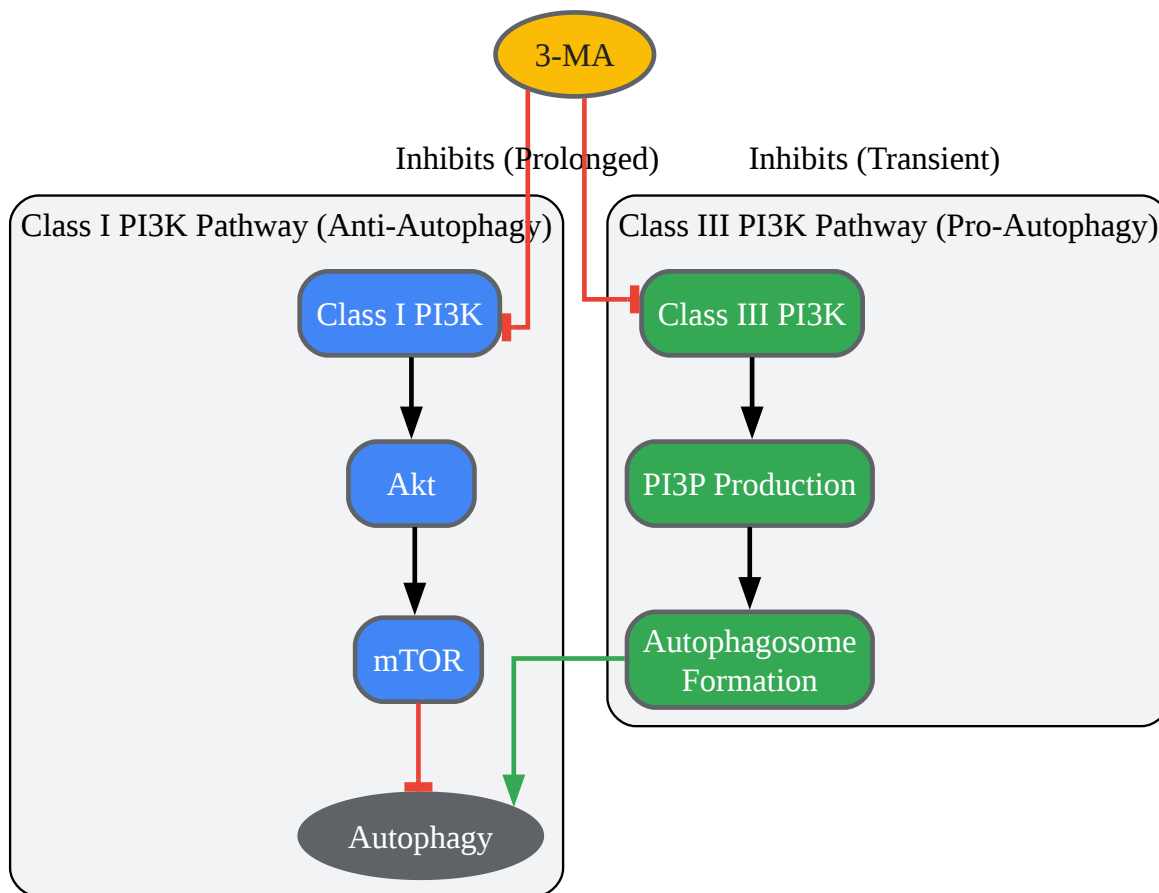 3-MA
Inhibits (Prolonged)
Inhibits (Transient)
Class I PI3K Pathway (Anti-Autophagy)
Class III PI3K Pathway (Pro-Autophagy)
Class I PI3K
Class III PI3K
Akt
PI3P Production
mTOR
Autophagosome
Formation
Autophagy